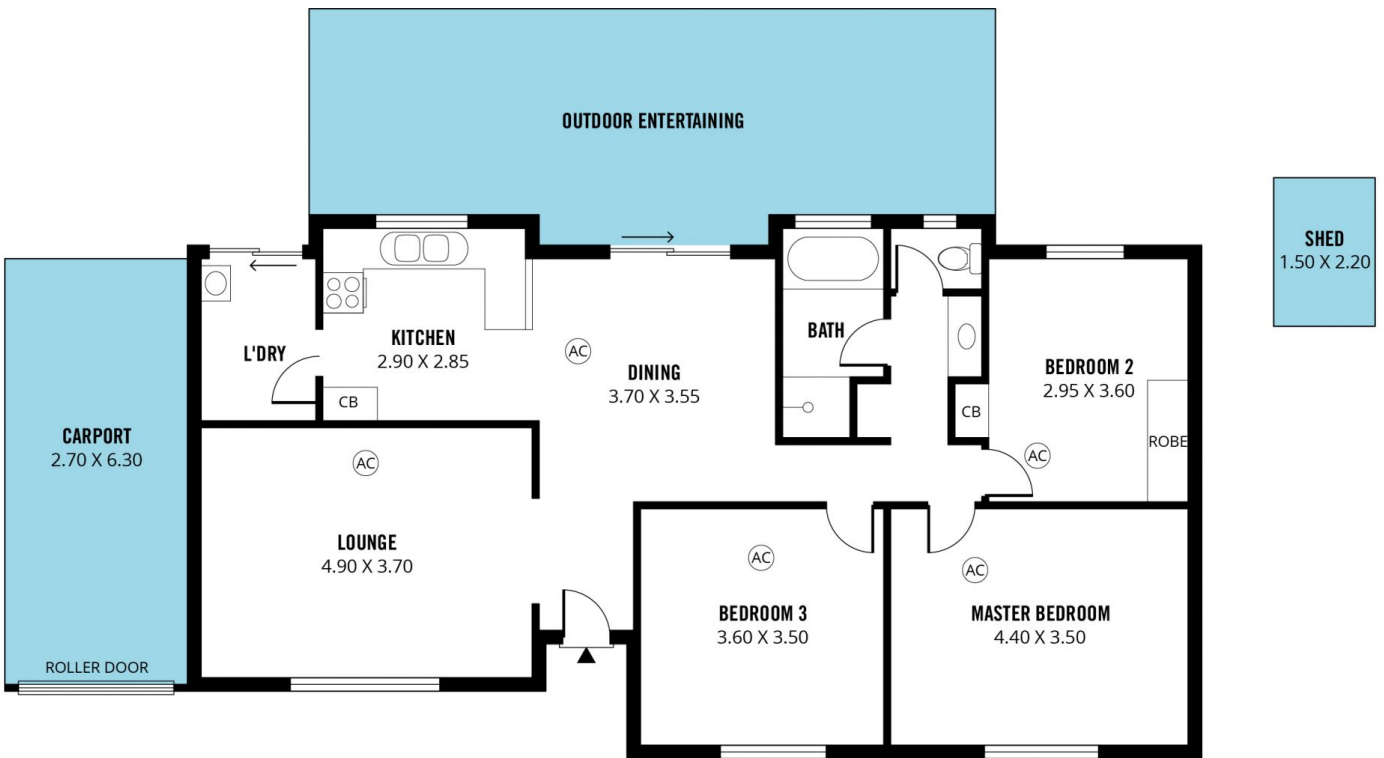 OUTDOOR ENTERTAINING
SHED
1.50 X 2.20
L'DRY
KITCHEN
2.90 X 2.85
CB
AC
DINING
3.70 X 3.55
BATH
CB
BEDROOM 2
2.95 X 3.60
ROBE
AC
CARPORT
2.70 X 6.30
ROLLER DOOR
AC
LOUNGE
4.90 X 3.70
AC
BEDROOM 3
3.60 X 3.50
AC
MASTER BEDROOM
4.40 X 3.50